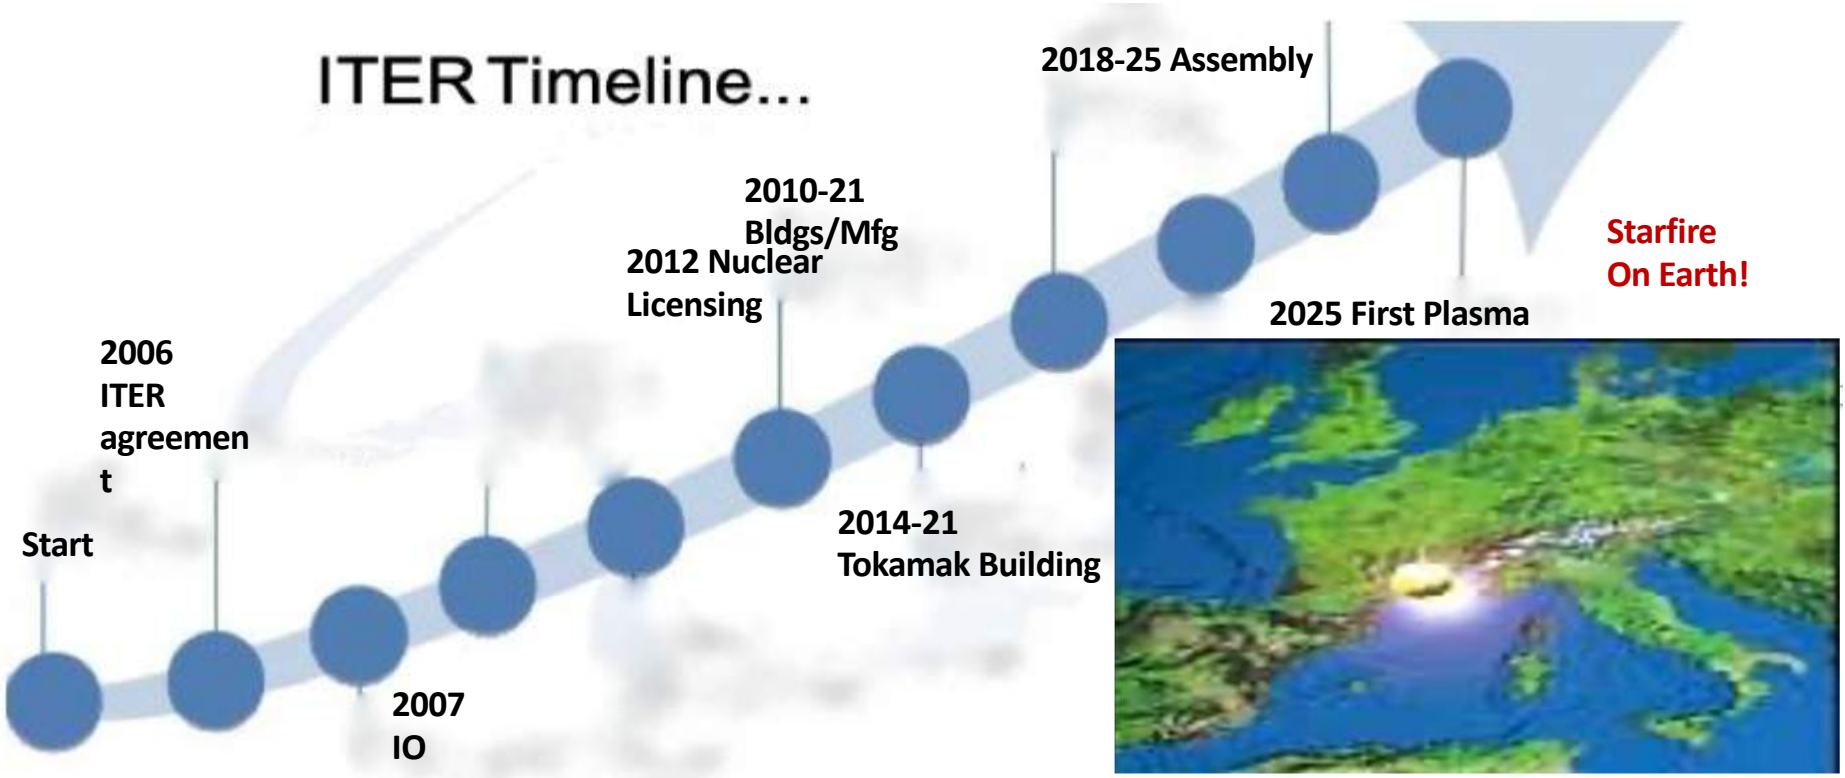 ITER Timeline...
2018-25 Assembly
2010-21
Bldgs/Mfg
2012 Nuclear
Licensing
Starfire
On Earth!
2025 First Plasma
2006
ITER
agreemen
t
Start
2014-21
Tokamak Building
2007
IO